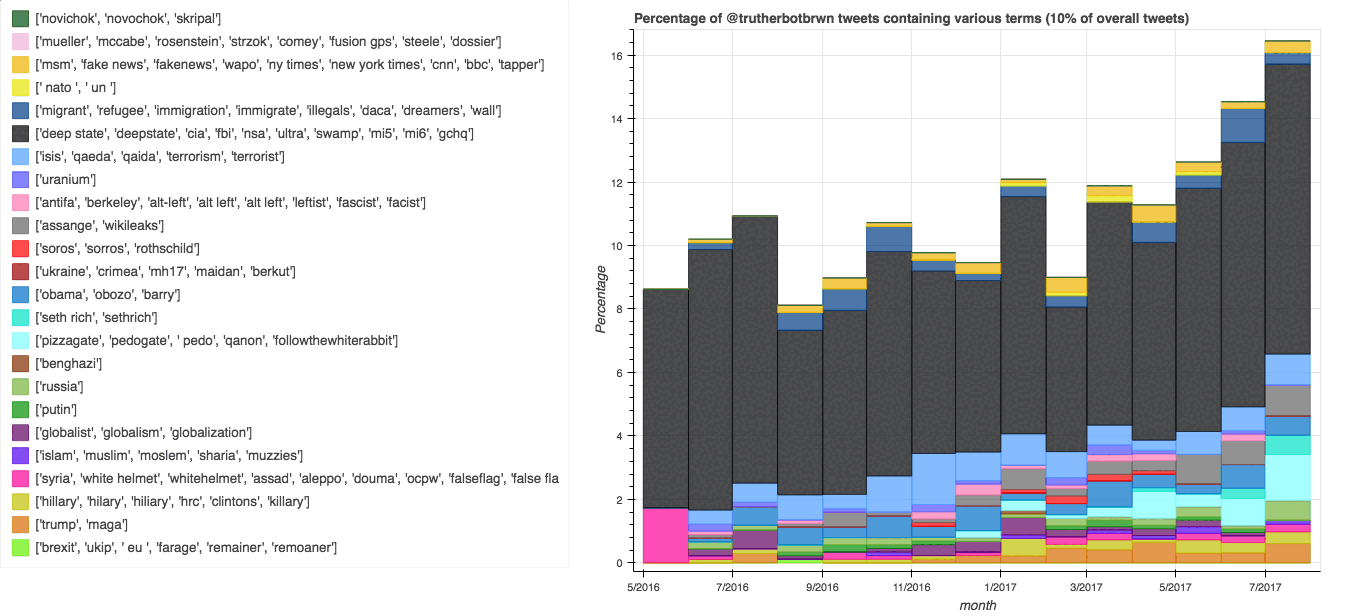 ['novichok', 'novochok', 'skripal']
['mueller', 'mccabe', 'rosenstein', 'strzok', 'comey', 'fusion gps', 'steele', 'dossier']
['msm', 'fake news', 'fakenews', 'wapo', 'ny times', 'new york times', 'cnn', 'bbc', 'tapper']
[' nato ', ' un ']
['migrant', 'refugee', 'immigration', 'immigrate', 'illegals', 'daca', 'dreamers', 'wall']
['deep state', 'deepstate', 'cia', 'fbi', 'nsa', 'ultra', 'swamp', 'mi5', 'mi6', 'gchq']
['isis', 'qaeda', 'qaida', 'terrorism', 'terrorist']
['uranium']
['antifa', 'berkeley', 'alt-left', 'alt left', 'alt left', 'leftist', 'fascist', 'facist']
['assange', 'wikileaks']
['soros', 'sorros', 'rothschild']
['ukraine', 'crimea', 'mh17', 'maidan', 'berkut']
['obama', 'obozo', 'barry']
['seth rich', 'sethrich']
['pizzagate', 'pedogate', ' pedo', 'qanon', 'followthewhiterabbit']
['benghazi']
['russia']
['putin']
['globalist', 'globalism', 'globalization']
['islam', 'muslim', 'moslem', 'sharia', 'muzzies']
['syria', 'white helmet', 'whitehelmet', 'assad', 'aleppo', 'douma', 'ocpw', 'falseflag', 'false fla
['hillary', 'hilary', 'hiliary', 'hrc', 'clintons', 'killary']
['trump', 'maga']
['brexit', 'ukip', ' eu ', 'farage', 'remainer', 'remoaner']
Percentage of @trutherbotbrwn tweets containing various terms (10% of overall tweets)
16
14
12
10
8
6
4
2
0
Percentage
5/2016 7/2016 9/2016 11/2016 1/2017 3/2017 5/2017 7/2017
month